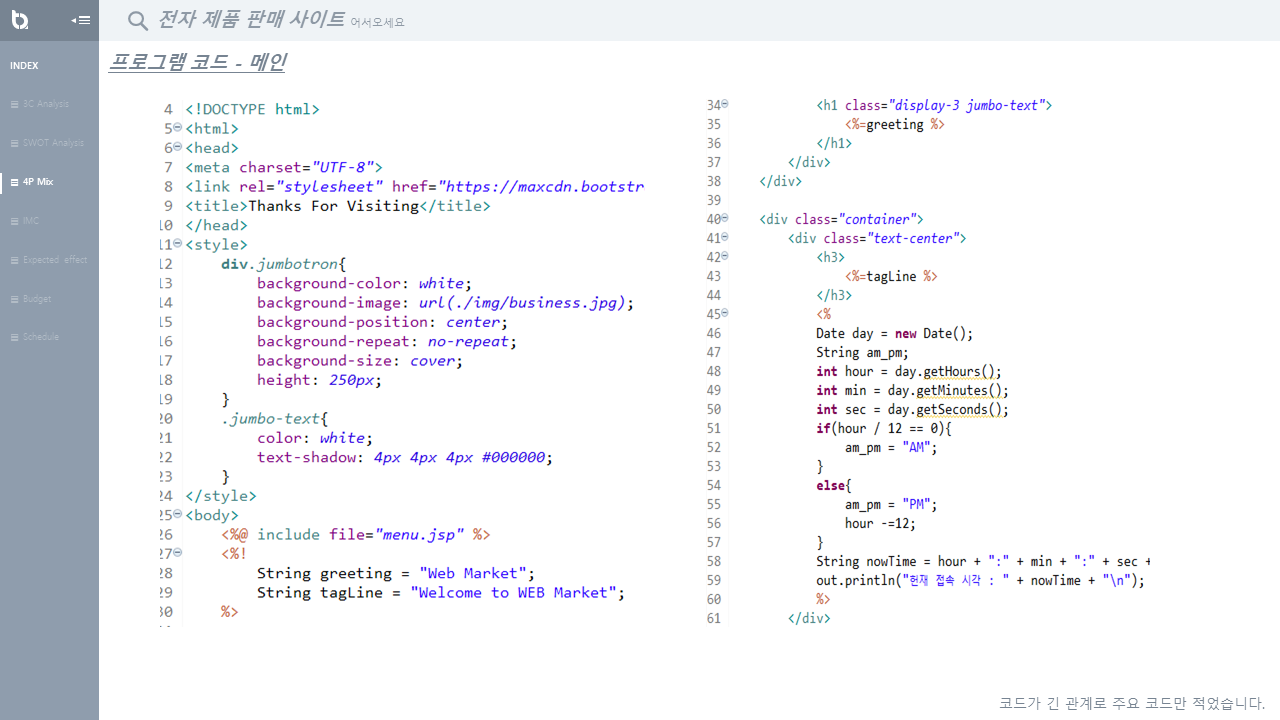 전자 제품 판매 사이트 어서오세요
INDEX
3C Analysis
SWOT Analysis
4P Mix
IMC
Expected effect
Budget
Schedule
프로그램 코드 - 메인
4 <!DOCTYPE html>
5 <html>
6 <head>
7 <meta charset="UTF-8">
8 <link rel="stylesheet" href="https://maxcdn.bootstr
9 <title>Thanks For Visiting</title>
10 </head>
11 <style>
12 div.jumbotron{
13 background-color: white;
14 background-image: url(./img/business.jpg);
15 background-position: center;
16 background-repeat: no-repeat;
17 background-size: cover;
18 height: 250px;
19 }
20 .jumbo-text{
21 color: white;
22 text-shadow: 4px 4px 4px #000000;
23 }
24 </style>
25 <body>
26 <%@ include file="menu.jsp" %>
27 <%!
28 String greeting = "Web Market";
29 String tagLine = "Welcome to WEB Market";
30 %>
34 <h1 class="display-3 jumbo-text">
35 <%=greeting %>
36 </h1>
37 </div>
38 </div>
39
40 <div class="container">
41 <div class="text-center">
42 <h3>
43 <%=tagLine %>
44 </h3>
45 <%
46 Date day = new Date();
47 String am_pm;
48 int hour = day.getHours();
49 int min = day.getMinutes();
50 int sec = day.getSeconds();
51 if(hour / 12 == 0){
52 am_pm = "AM";
53 }
54 else{
55 am_pm = "PM";
56 hour -=12;
57 }
58 String nowTime = hour + ":" + min + ":" + sec +
59 out.println("현재 접속 시각 : " + nowTime + "\n");
60 %>
61 </div>
코드가 긴 관계로 주요 코드만 적었습니다.